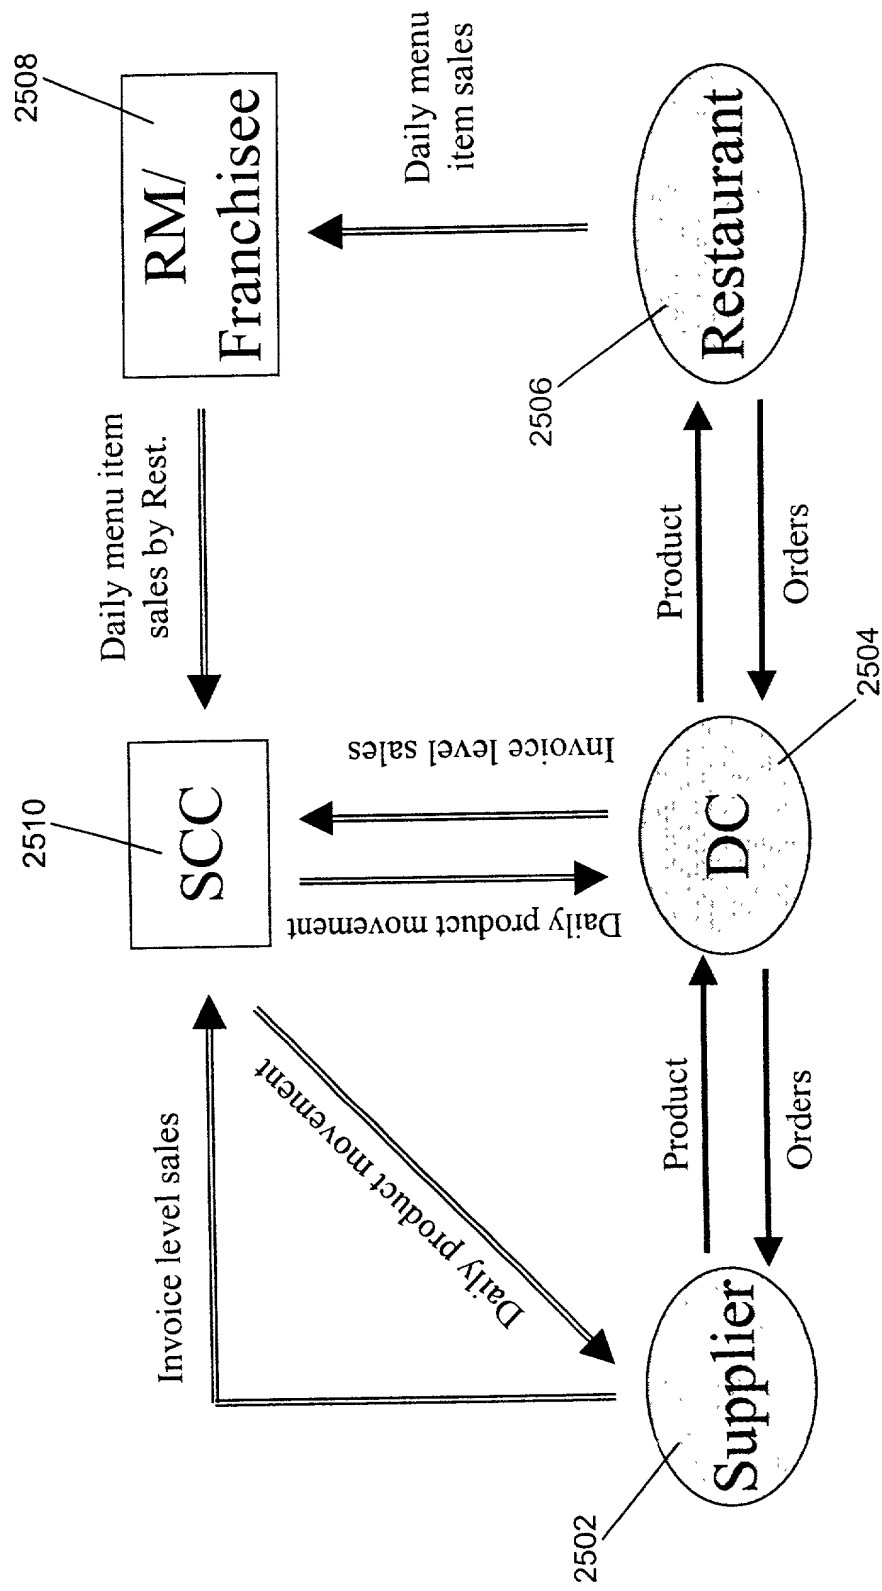 2510
2508
SCC
RM/
Franchisee
Daily menu item
sales by Rest.
Invoice level sales
Daily product movement
Daily product movement
Invoice level sales
Daily menu
item sales
2502
Supplier
Product
Orders
DC
2504
Product
Orders
2506
Restaurant